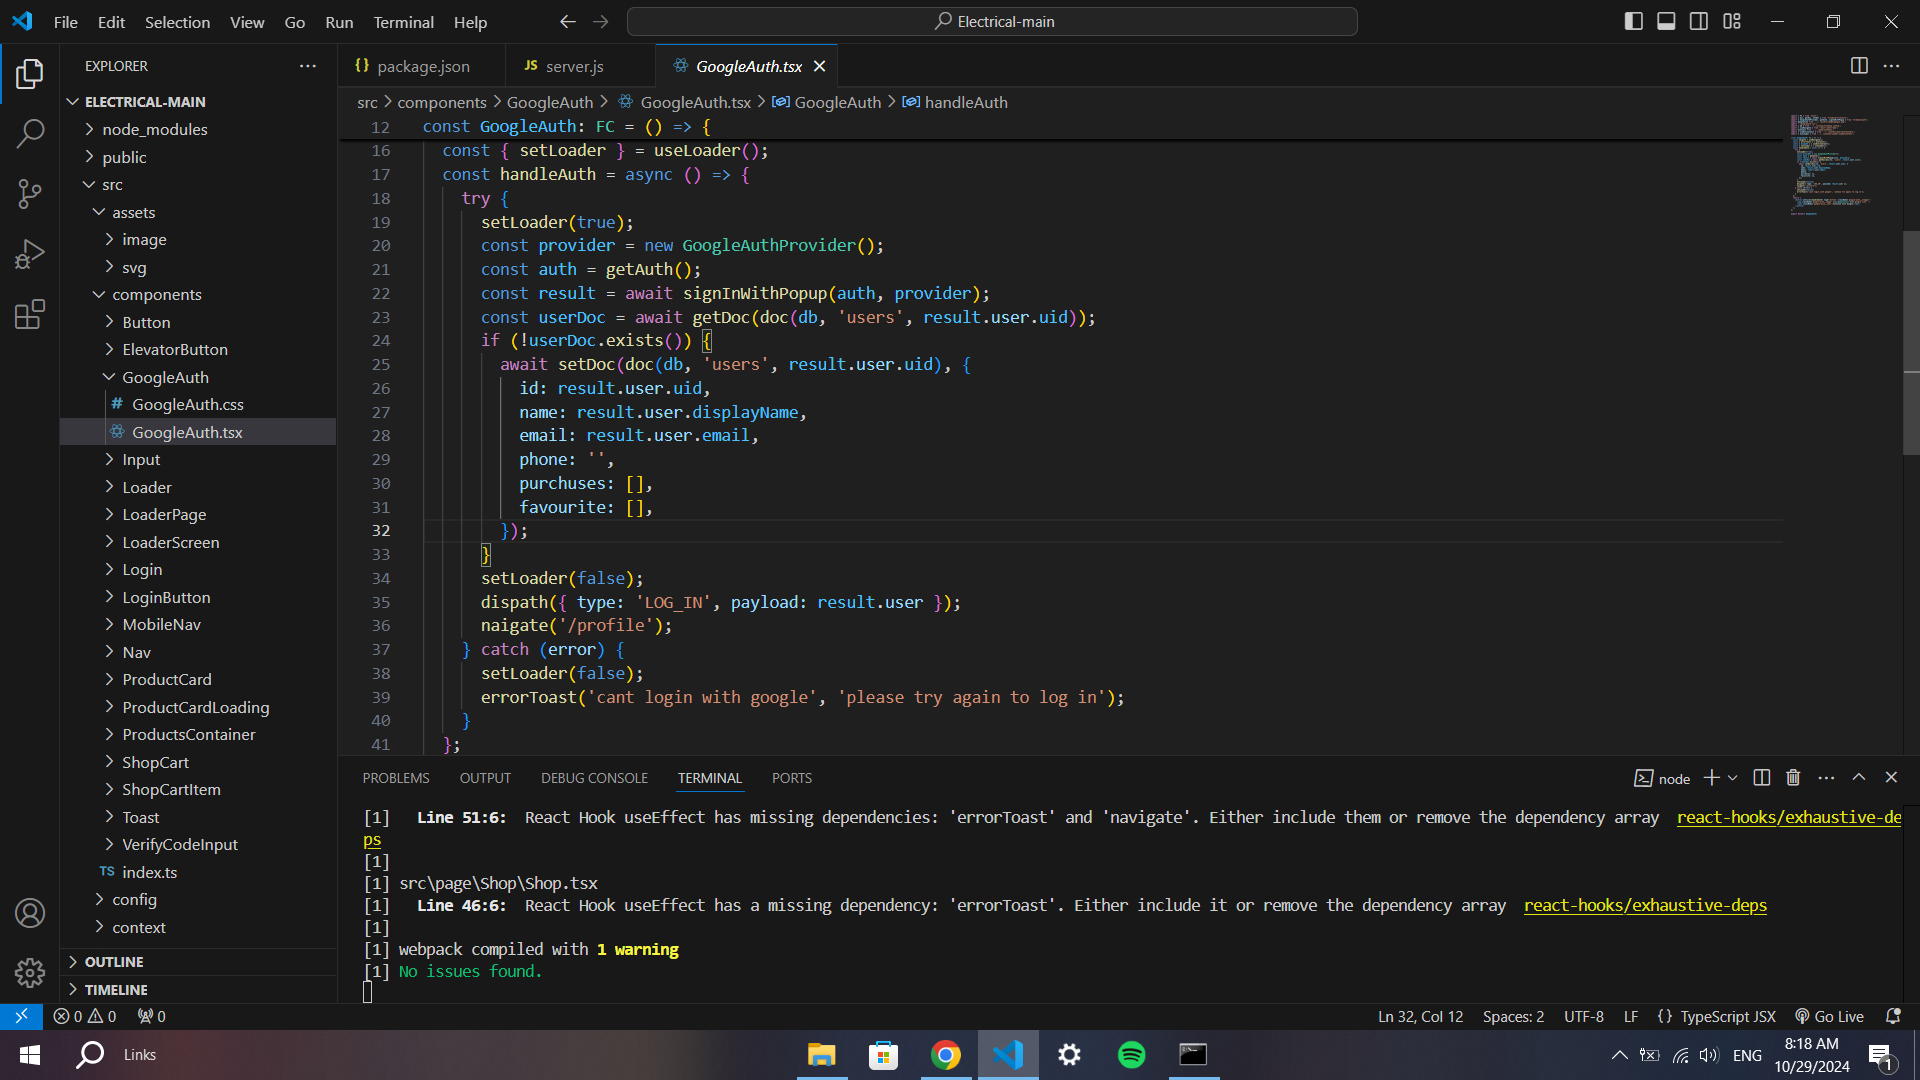 File Edit Selection View Go Run Terminal Help
Electrical-main
EXPLORER
ELECTRICAL-MAIN
node_modules
public
src
assets
image
svg
components
Button
ElevatorButton
GoogleAuth
# GoogleAuth.css
GoogleAuth.tsx
Input
Loader
LoaderPage
LoaderScreen
Login
LoginButton
MobileNav
Nav
ProductCard
ProductCardLoading
ProductsContainer
ShopCart
ShopCartItem
Toast
VerifyCodeInput
TS index.ts
config
context
OUTLINE
TIMELINE
{} package.json
JS server.js
GoogleAuth.tsx
src > components > GoogleAuth > GoogleAuth.tsx > GoogleAuth > handleAuth
12 const GoogleAuth: FC = () => {
16 const { setLoader } = useLoader();
17 const handleAuth = async () => {
18 try {
19 setLoader(true);
20 const provider = new GoogleAuthProvider();
21 const auth = getAuth();
22 const result = await signInWithPopup(auth, provider);
23 const userDoc = await getDoc(doc(db, 'users', result.user.uid));
24 if (!userDoc.exists()) {
25 await setDoc(doc(db, 'users', result.user.uid), {
26 id: result.user.uid,
27 name: result.user.displayName,
28 email: result.user.email,
29 phone: '',
30 purchuses: [],
31 favourite: [],
32 });
33 }
34 setLoader(false);
35 dispath({ type: 'LOG_IN', payload: result.user });
36 naigate('/profile');
37 } catch (error) {
38 setLoader(false);
39 errorToast('cant login with google', 'please try again to log in');
40 }
41 };
PROBLEMS OUTPUT DEBUG CONSOLE TERMINAL PORTS
node
[1] Line 51:6: React Hook useEffect has missing dependencies: 'errorToast' and 'navigate'. Either include them or remove the dependency array react-hooks/exhaustive-de
ps
[1]
[1] src\page\Shop\Shop.tsx
[1] Line 46:6: React Hook useEffect has a missing dependency: 'errorToast'. Either include it or remove the dependency array react-hooks/exhaustive-deps
[1]
[1] webpack compiled with 1 warning
[1] No issues found.
0 0 0
Ln 32, Col 12 Spaces: 2 UTF-8 LF {} TypeScript JSX Go Live
Links
ENG
8:18 AM
10/29/2024
1